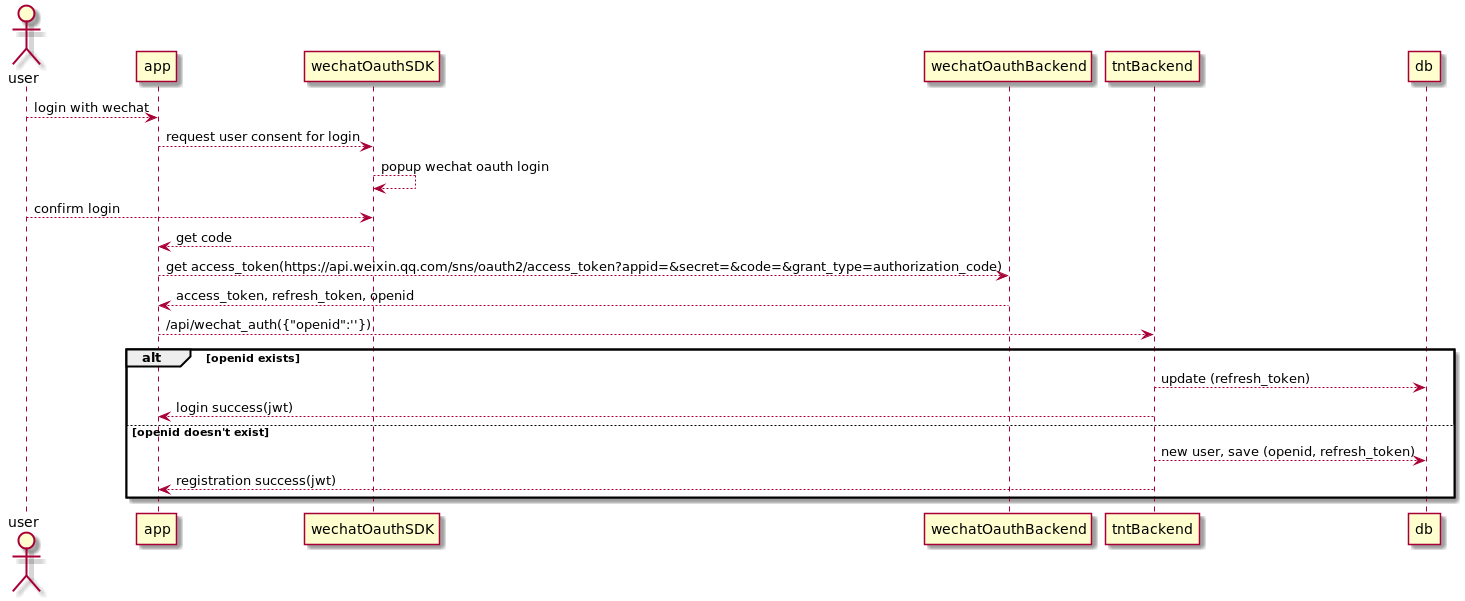 user
app
wechatOauthSDK
wechatOauthBackend
tntBackend
db
login with wechat
request user consent for login
popup wechat oauth login
confirm login
get code
get access_token(https://api.weixin.qq.com/sns/oauth2/access_token?appid=&secret=&code=&grant_type=authorization_code)
access_token, refresh_token, openid
/api/wechat_auth({"openid":''})
alt
[openid exists]
update (refresh_token)
login success(jwt)
[openid doesn't exist]
new user, save (openid, refresh_token)
registration success(jwt)
user
app
wechatOauthSDK
wechatOauthBackend
tntBackend
db